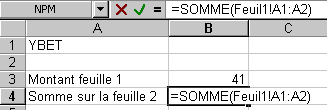 NPM =SOMME(Feuil1!A1:A2)
A B C
1 YBET
2
3 Montant feuille 1 41
4 Somme sur la feuille 2 =SOMME(Feuil1!A1:A2)